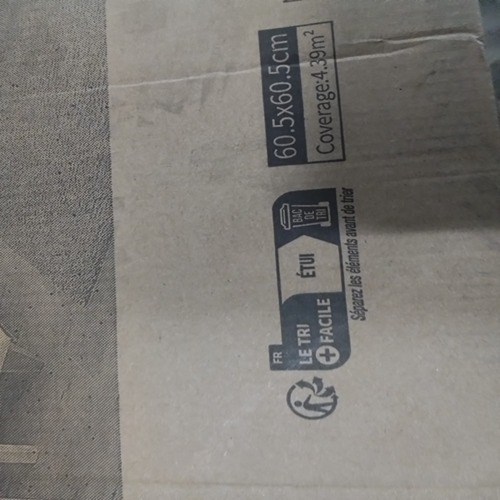 60.5x60.5cm
Coverage:4.39m²
FR
LE TRI
+ FACILE
ÉTUI
BAC
DE
TRI
Séparez les éléments avant de trier